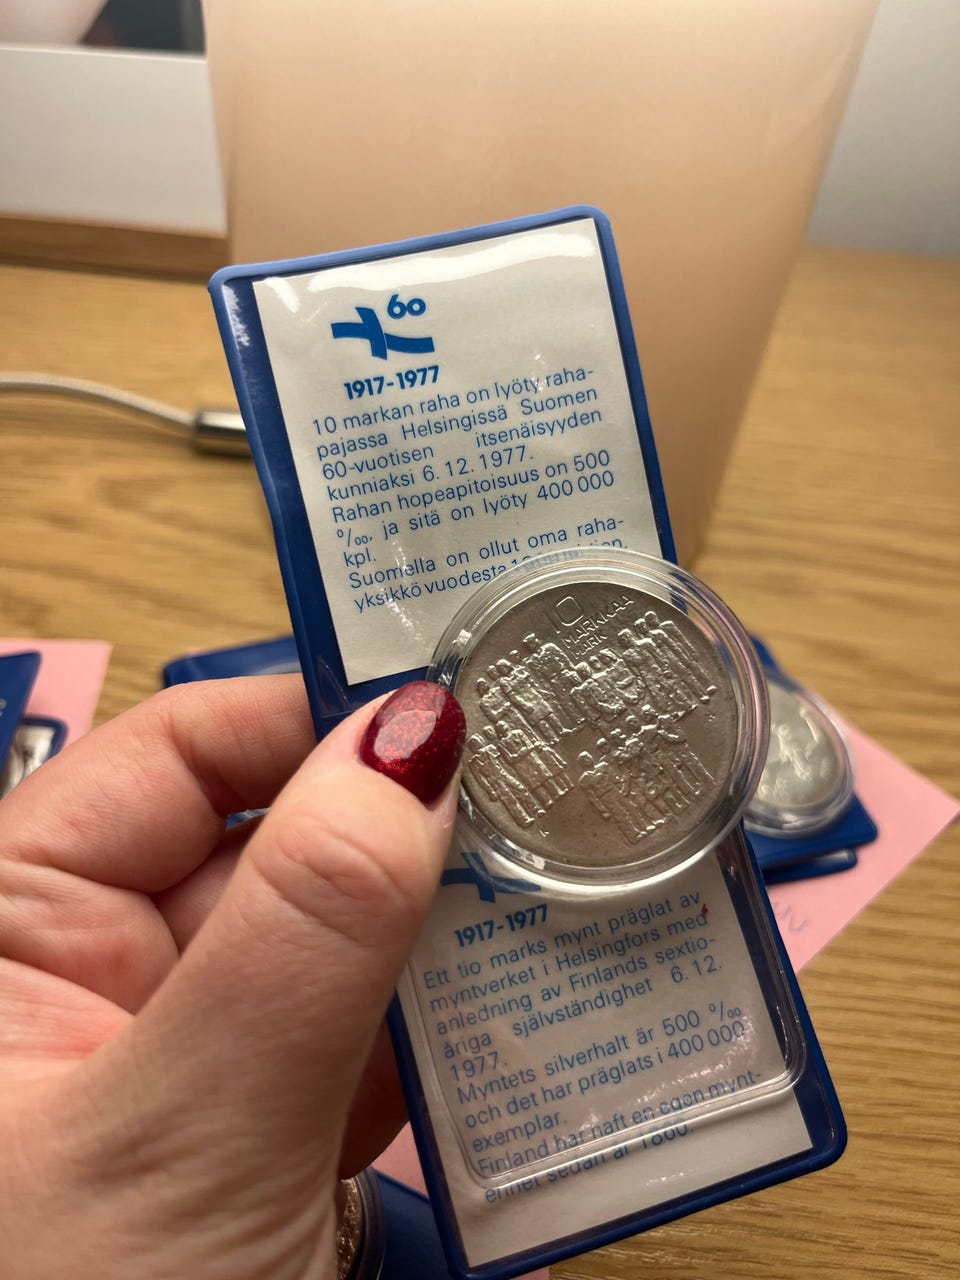 60
1917-1977
10 markan raha on lyöty raha-
pajassa Helsingissä Suomen
60-vuotisen itsenäisyyden
kunniaksi 6.12.1977.
Rahan hopeapitoisuus on 500
‰, ja sitä on lyöty 400 000
kpl.
Suomella on ollut oma raha-
yksikkö vuodesta
10
MARKKAA
MARK
1917-1977
Ett tio marks mynt präglat av
myntverket i Helsingfors med
anledning av Finlands sextio-
åriga självständighet 6.12.
1977.
Myntets silverhalt är 500 ‰
och det har präglats i 400 000
exemplar.
Finland har haft en egen mynt-
enhet sedan år 1860.